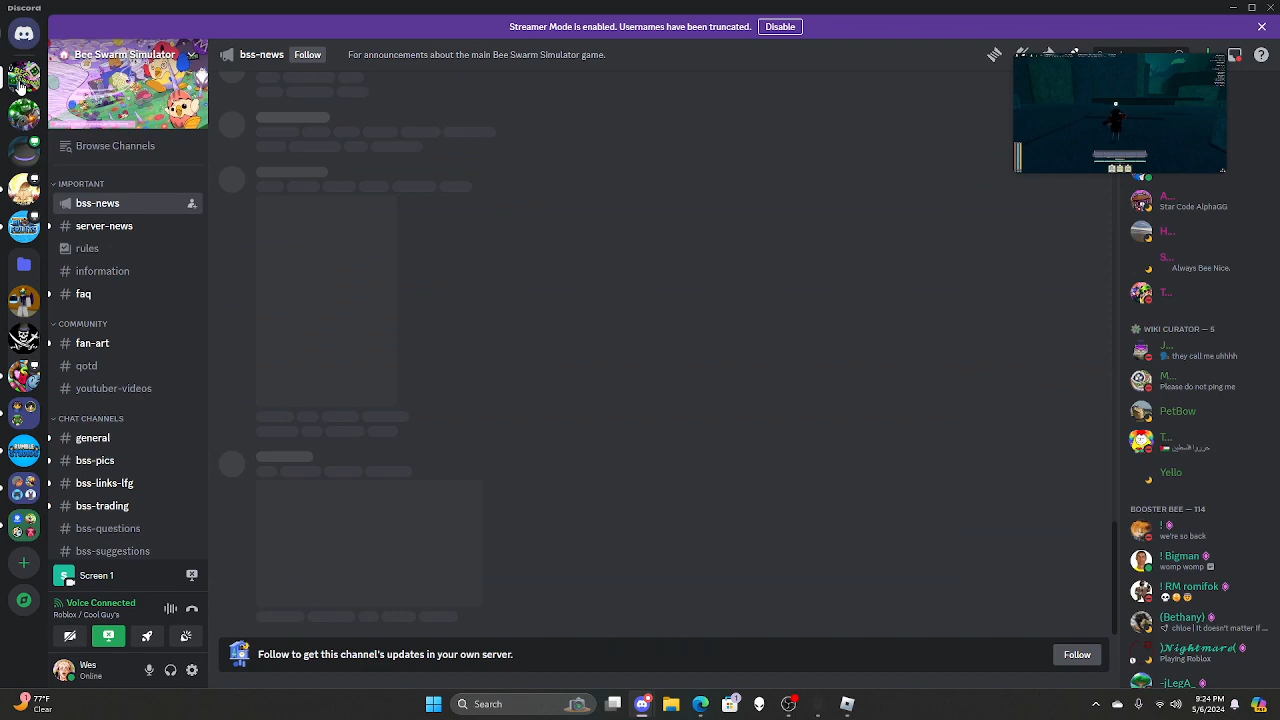 Discord
Streamer Mode is enabled. Usernames have been truncated.
Disable
Bee Swarm Simulator
bss-news
Follow
For announcements about the main Bee Swarm Simulator game.
Browse Channels
IMPORTANT
bss-news
server-news
rules
information
faq
COMMUNITY
fan-art
qotd
youtuber-videos
CHAT CHANNELS
general
bss-pics
bss-links-lfg
bss-trading
bss-questions
bss-suggestions
Screen 1
Voice Connected
Roblox / Cool Guy's
Wes
Online
Follow to get this channel's updates in your own server.
Follow
A...
Star Code AlphaGG
H...
S...
Always Bee Nice.
T...
WIKI CURATOR — 5
J...
they call me uhhhh
M...
Please do not ping me
PetBow
T...
حرروا فلسطين
Yello
BOOSTER BEE — 114
!
we're so back
! Bigman
womp womp
! RM romifok
(Bethany)
chloe | It doesn't matter If ...
Playing Roblox
-jLegA_
RUMBLE STUDIOS
77°F
Clear
Search
8:24 PM
5/6/2024